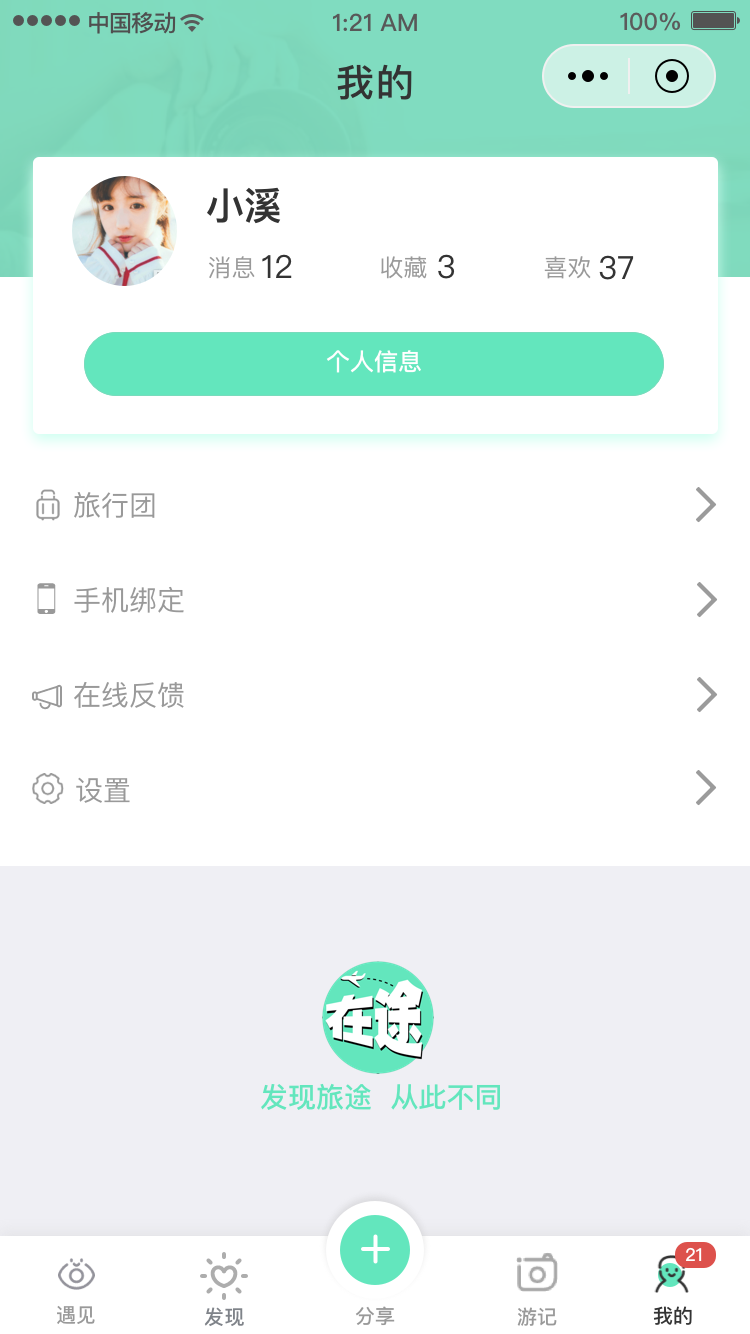 中国移动 1:21 AM 100%
我的
小溪
消息 12 收藏 3 喜欢 37
个人信息
旅行团
手机绑定
在线反馈
设置
在途
发现旅途 从此不同
21
遇见 发现 分享 游记 我的